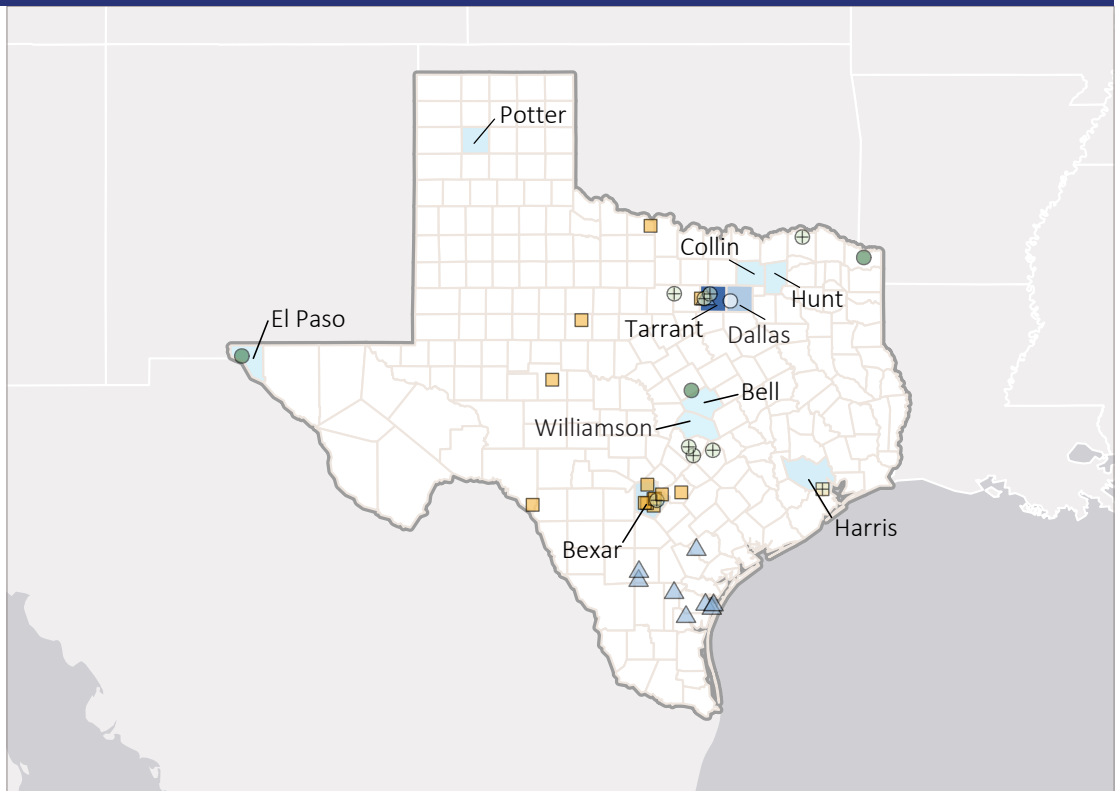 Potter
Collin
Hunt
El Paso
Tarrant
Dallas
Bell
Williamson
Harris
Bexar